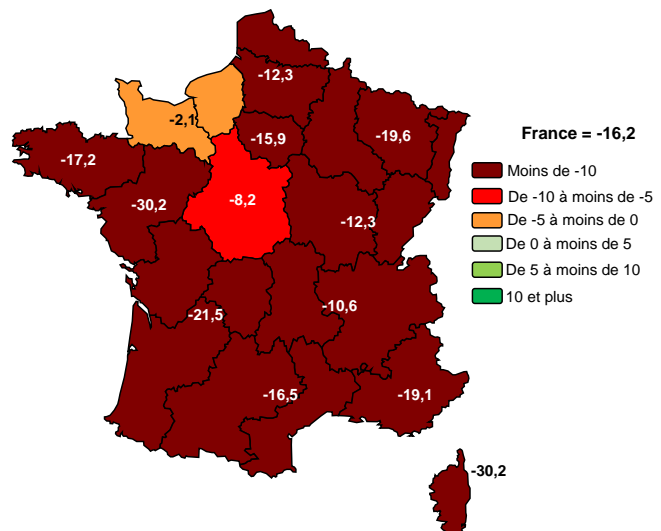 -12,3
-2,1
-15,9
-19,6
France = -16,2
-17,2
Moins de -10
-30,2
-8,2
De -10 à moins de -5
-12,3
De -5 à moins de 0
De 0 à moins de 5
De 5 à moins de 10
10 et plus
-10,6
-21,5
-16,5
-19,1
-30,2